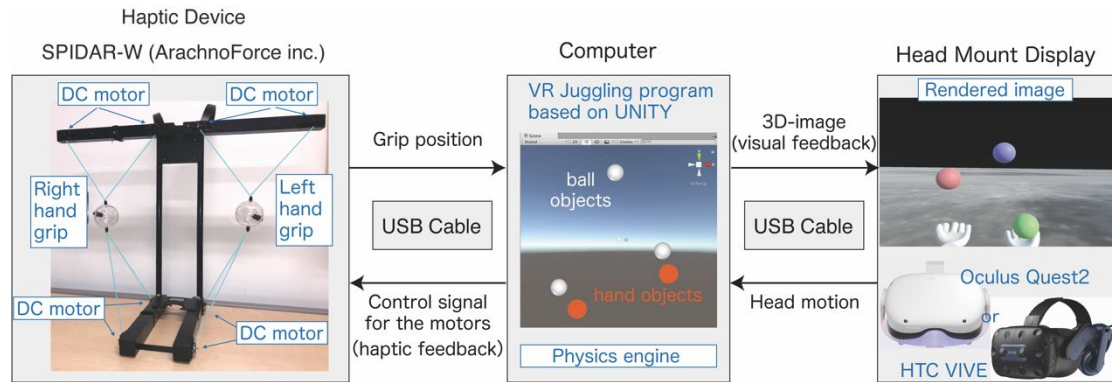 Haptic Device
SPIDAR-W (ArachnoForce inc.)
DC motor
DC motor
Right
hand
grip
Left
hand
grip
DC motor
DC motor
DC motor
Grip position
USB Cable
Control signal
for the motors
(haptic feedback)
Computer
VR Juggling program
based on UNITY
ball
objects
hand objects
Physics engine
3D-image
(visual feedback)
USB Cable
Head motion
Head Mount Display
Rendered image
Oculus Quest2
or
HTC VIVE